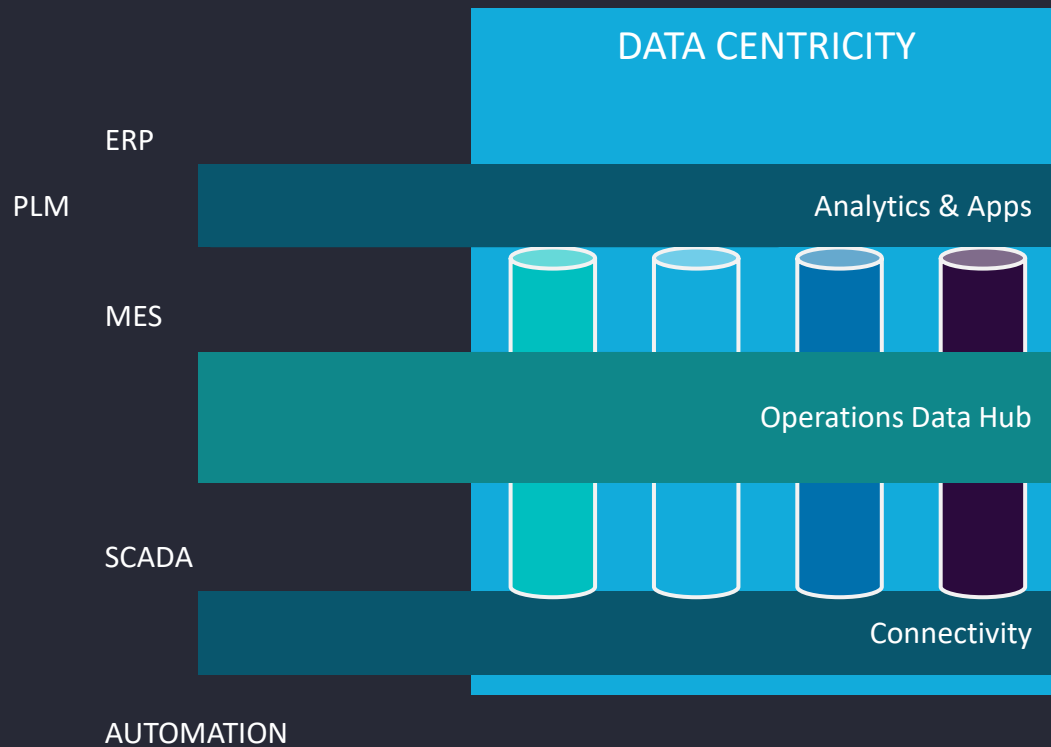 DATA CENTRICITY
ERP
PLM
Analytics & Apps
MES
Operations Data Hub
SCADA
Connectivity
AUTOMATION